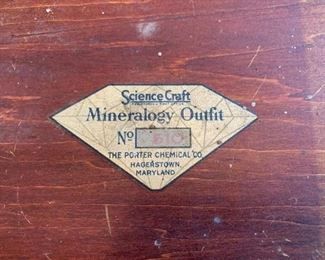 Science Craft
Mineralogy Outfit
No
THE PORTER CHEMICAL CO.
HAGERSTOWN,
MARYLAND